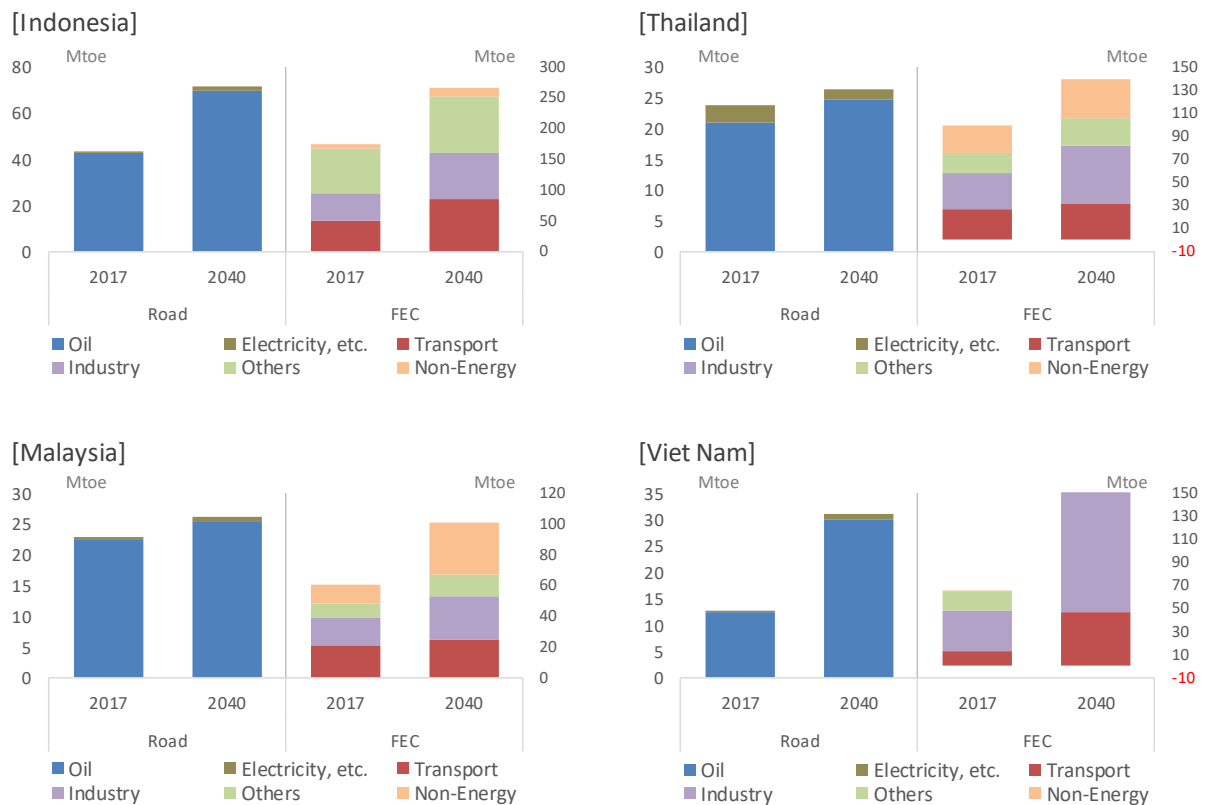 [Indonesia]
Mtoe Mtoe
80 300
250
60 200
40 150
100
20 50
0 0
2017 2040 2017 2040
Road FEC
Oil Electricity, etc. Transport
Industry Others Non-Energy
[Thailand]
Mtoe Mtoe
30 150
25 130
110
20 90
15 70
10 50
30
5 10
0 -10
2017 2040 2017 2040
Road FEC
Oil Electricity, etc. Transport
Industry Others Non-Energy
[Malaysia]
Mtoe Mtoe
30 120
25 100
20 80
15 60
10 40
5 20
0 0
2017 2040 2017 2040
Road FEC
Oil Electricity, etc. Transport
Industry Others Non-Energy
[Viet Nam]
Mtoe Mtoe
35 150
30 130
25 110
20 90
15 70
50
10 30
5 10
0 -10
2017 2040 2017 2040
Road FEC
Oil Electricity, etc. Transport
Industry Others Non-Energy